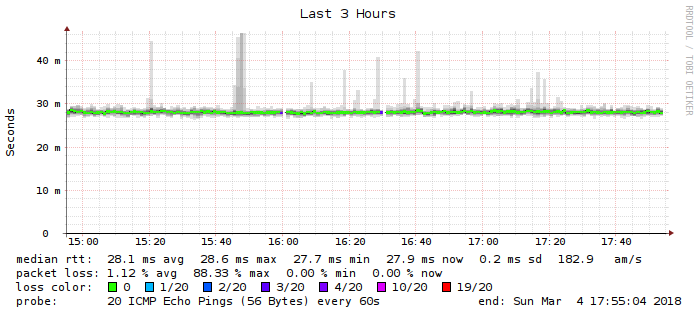 Last 3 Hours
RRDTOOL / TOBI OETIKER
Seconds
40 m
30 m
20 m
10 m
0
15:00 15:20 15:40 16:00 16:20 16:40 17:00 17:20 17:40
median rtt: 28.1 ms avg 28.6 ms max 27.7 ms min 27.9 ms now 0.2 ms sd 182.9 am/s
packet loss: 1.12 % avg 88.33 % max 0.00 % min 0.00 % now
loss color: 0 1/20 2/20 3/20 4/20 10/20 19/20
probe: 20 ICMP Echo Pings (56 Bytes) every 60s end: Sun Mar 4 17:55:04 2018